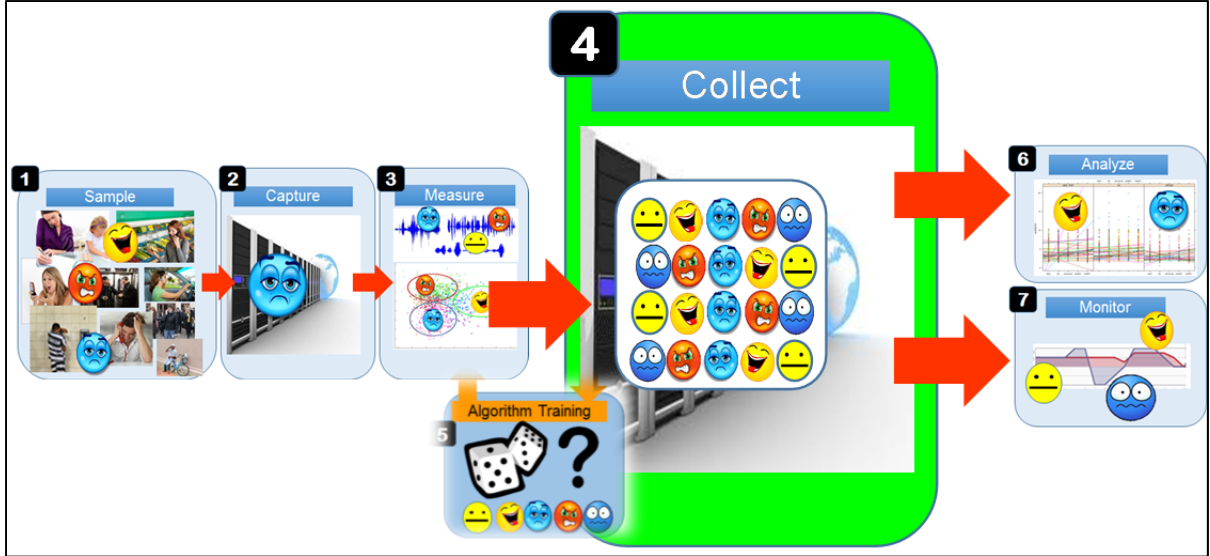 1
Sample
2
Capture
3
Measure
4
Collect
5
Algorithm Training
?
6
Analyze
7
Monitor